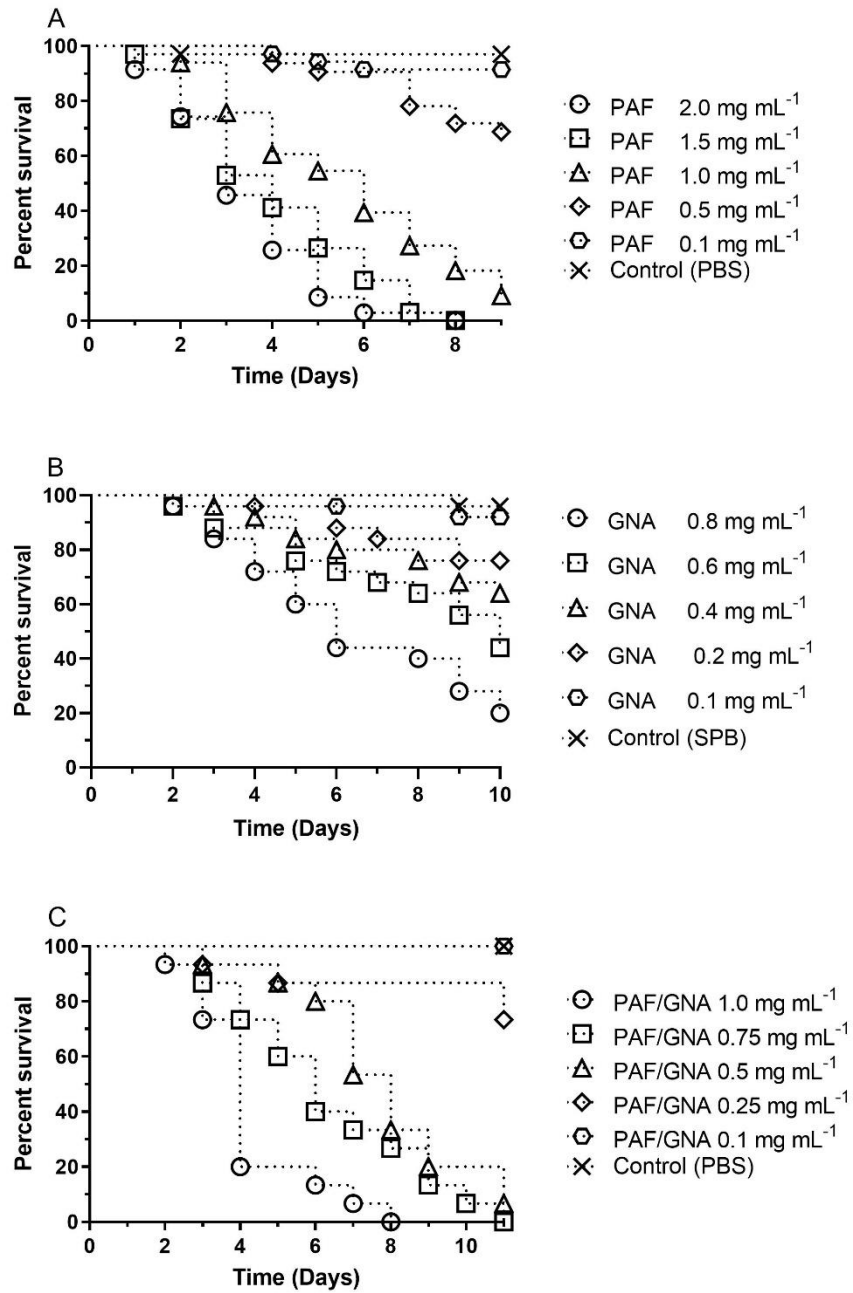 A
100
80
60
40
20
0
Percent survival
0 2 4 6 8
Time (Days)
PAF 2.0 mg mL⁻¹
PAF 1.5 mg mL⁻¹
PAF 1.0 mg mL⁻¹
PAF 0.5 mg mL⁻¹
PAF 0.1 mg mL⁻¹
Control (PBS)
B
100
80
60
40
20
0
Percent survival
0 2 4 6 8 10
Time (Days)
GNA 0.8 mg mL⁻¹
GNA 0.6 mg mL⁻¹
GNA 0.4 mg mL⁻¹
GNA 0.2 mg mL⁻¹
GNA 0.1 mg mL⁻¹
Control (SPB)
C
100
80
60
40
20
0
Percent survival
0 2 4 6 8 10
Time (Days)
PAF/GNA 1.0 mg mL⁻¹
PAF/GNA 0.75 mg mL⁻¹
PAF/GNA 0.5 mg mL⁻¹
PAF/GNA 0.25 mg mL⁻¹
PAF/GNA 0.1 mg mL⁻¹
Control (PBS)